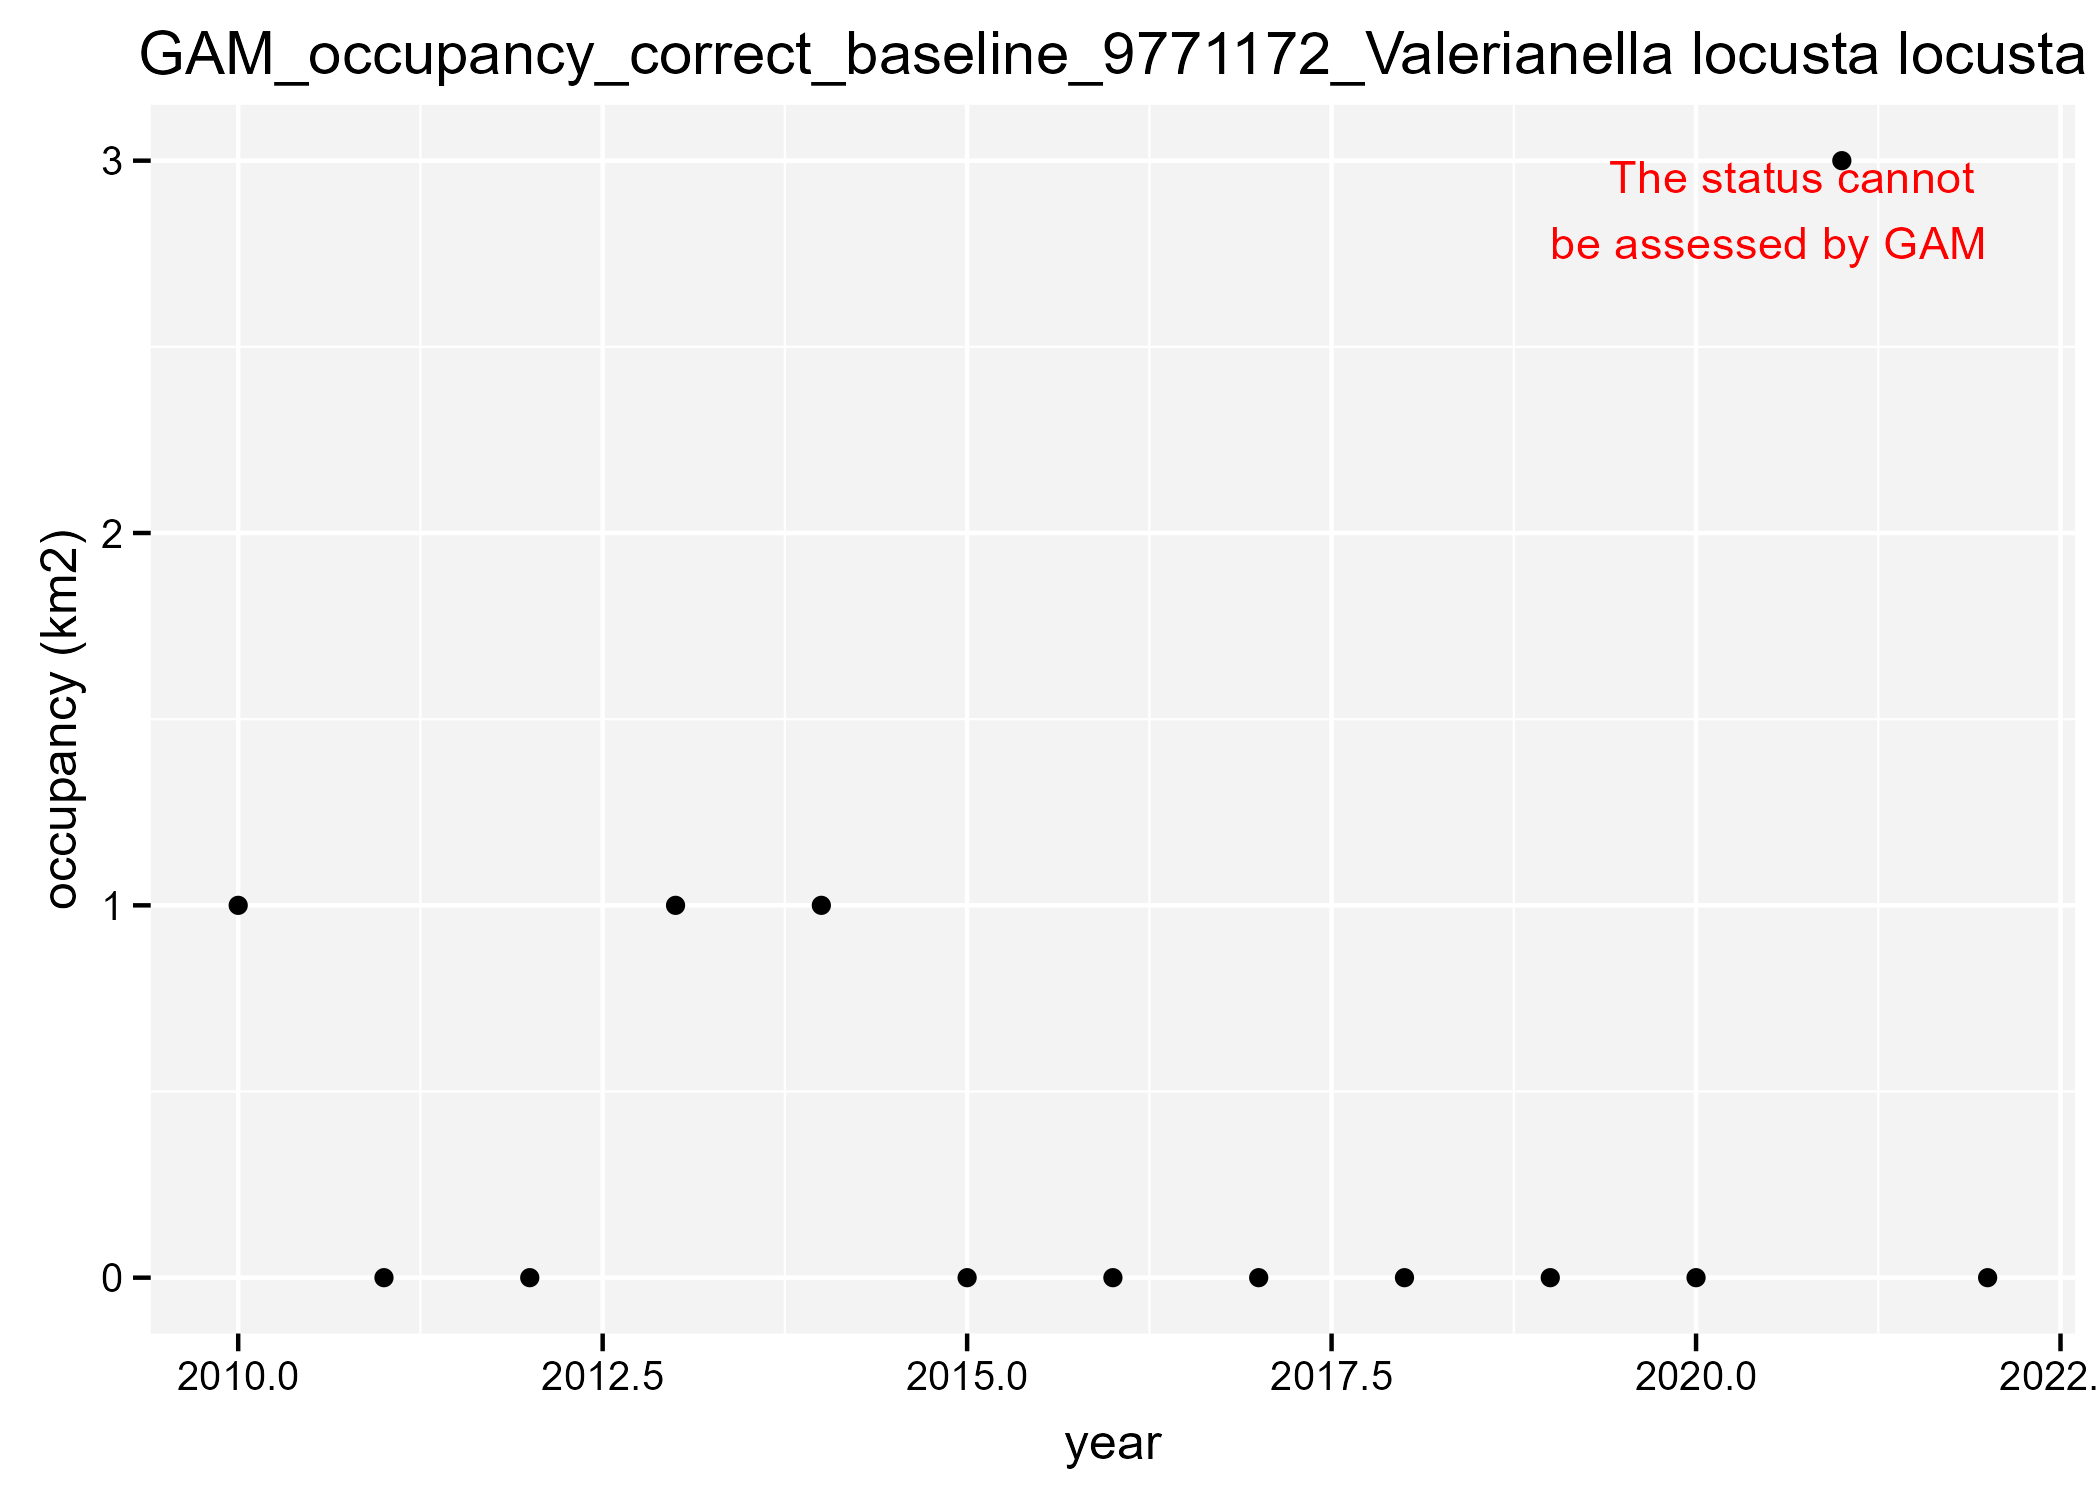 GAM_occupancy_correct_baseline_9771172_Valerianella locusta locusta
3
The status cannot
be assessed by GAM
2
occupancy (km2)
1
0
2010.0 2012.5 2015.0 2017.5 2020.0 2022.
year